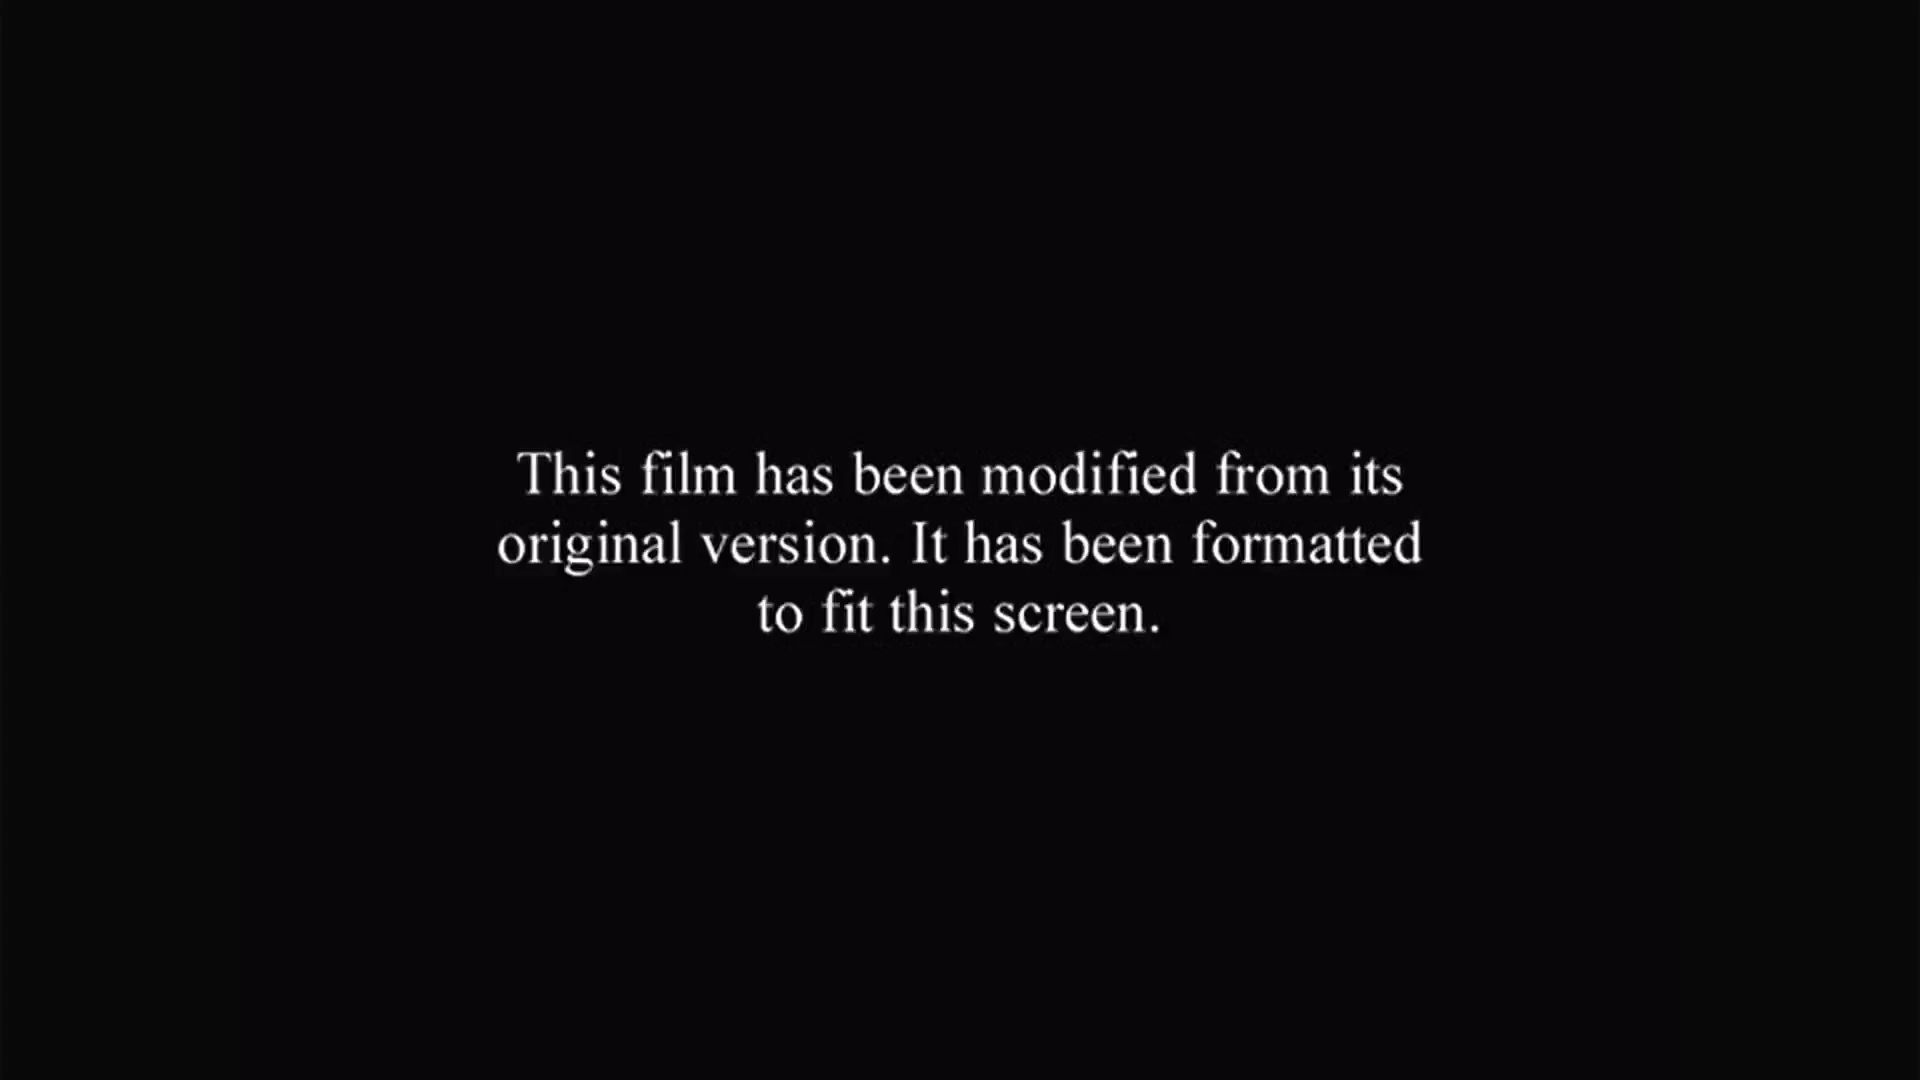 This film has been modified from its
original version. It has been formatted
to fit this screen.